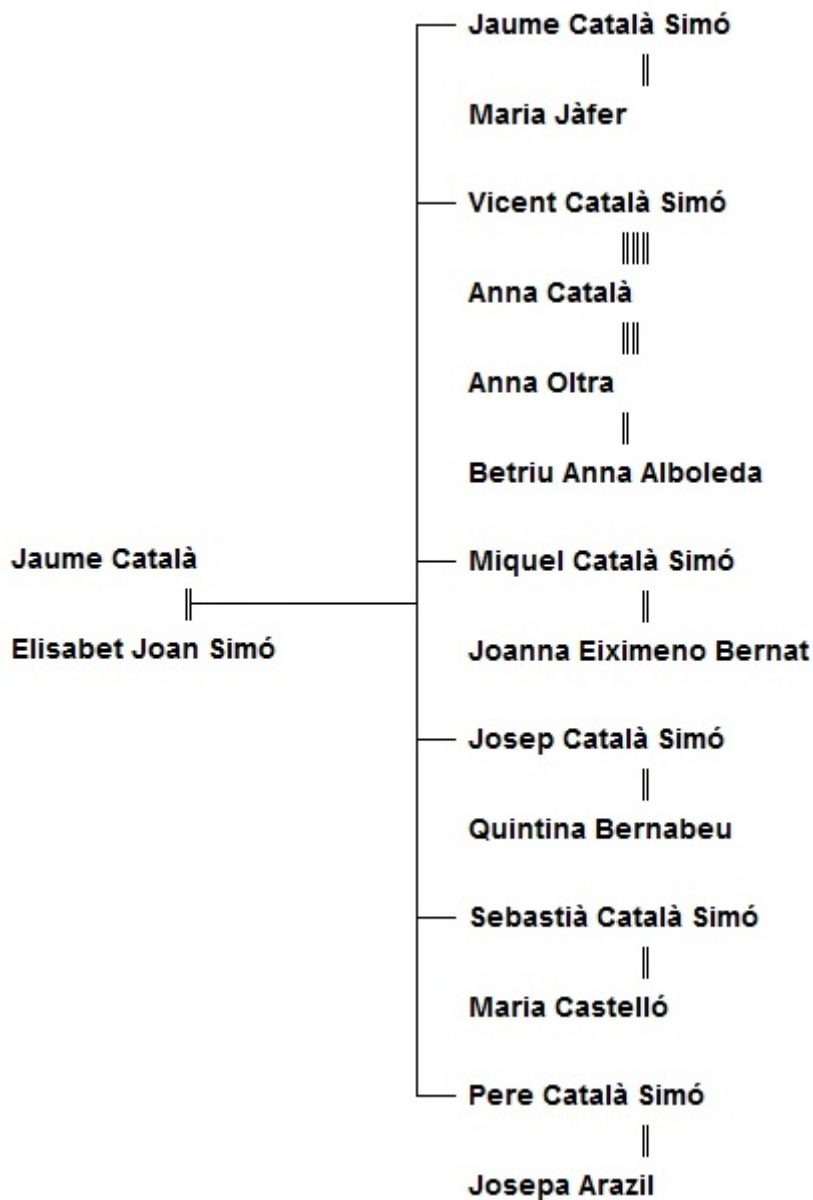 Jaume Català Simó
Maria Jàfer
Vicent Català Simó
Anna Català
Anna Oltra
Betriu Anna Alboleda
Jaume Català
Elisabet Joan Simó
Miquel Català Simó
Joanna Eiximeno Bernat
Josep Català Simó
Quintina Bernabeu
Sebastià Català Simó
Maria Castelló
Pere Català Simó
Josepa Arazil